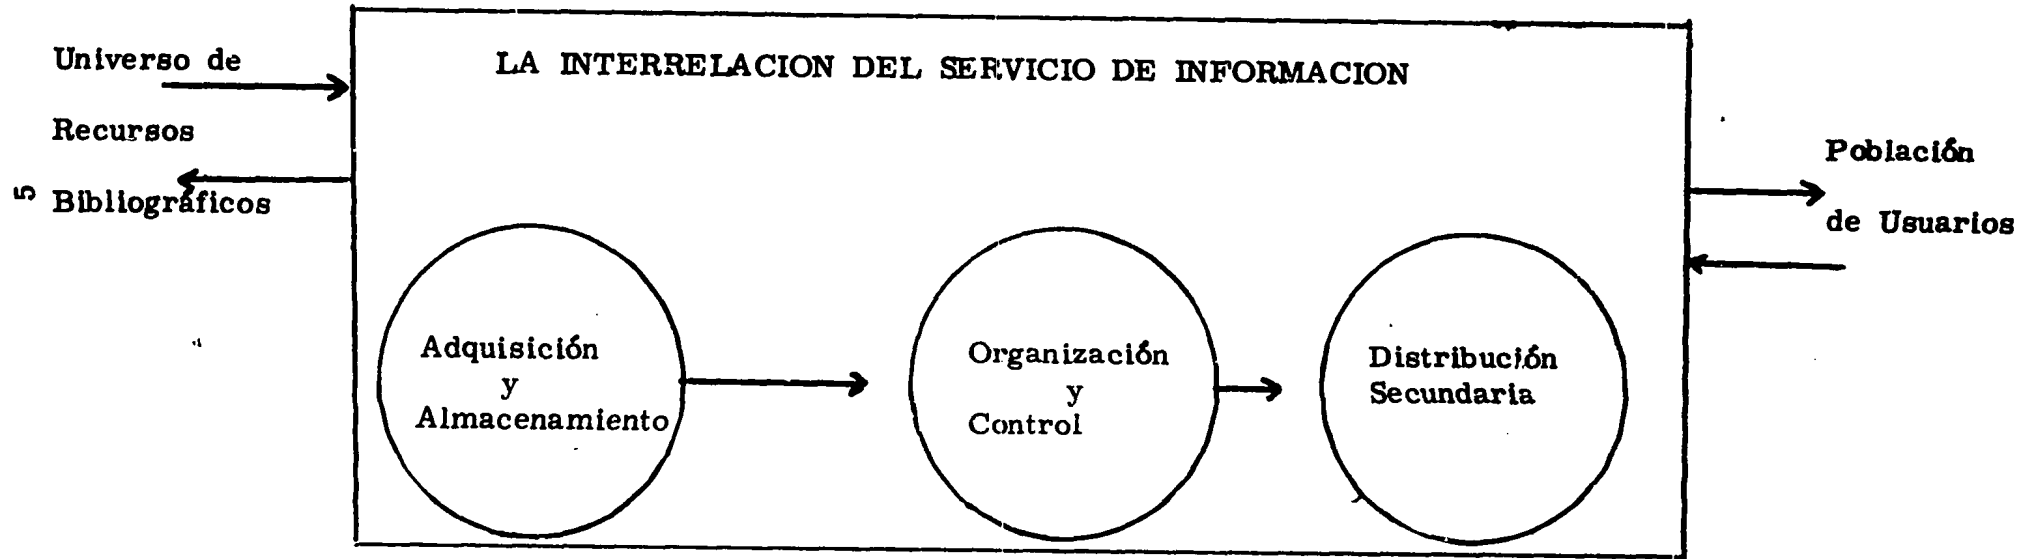 LA INTERRELACION DEL SERVICIO DE INFORMACION
Universo de
Recursos
Bibliográficos
5
Población
de Usuarios
Adquisición
y
Almacenamiento
Organización
y
Control
Distribución
Secundaria